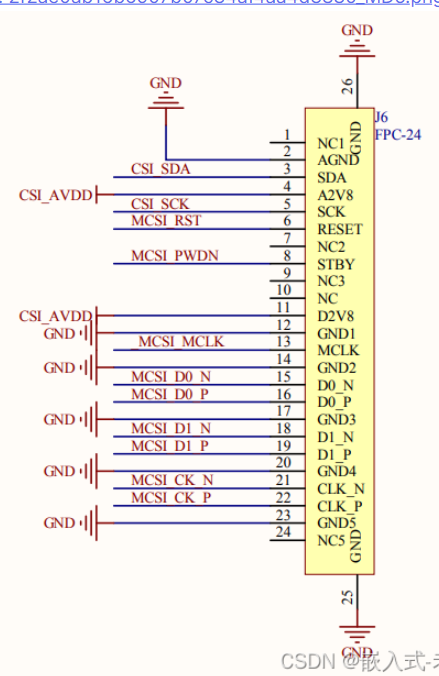 GND
26
GND
J6
FPC-24
GND
1 NC1
2 AGND
CSI_SDA 3 SDA
CSI_AVDD 4 A2V8
CSI_SCK 5 SCK
MCSI_RST 6 RESET
7 NC2
MCSI_PWDN 8 STBY
9 NC3
10 NC
CSI_AVDD 11 D2V8
GND 12 GND1
_MCSI_MCLK 13 MCLK
GND 14 GND2
MCSI_D0_N 15 D0_N
MCSI_D0_P 16 D0_P
GND 17 GND3
MCSI_D1_N 18 D1_N
MCSI_D1_P 19 D1_P
GND 20 GND4
MCSI_CK_N 21 CLK_N
MCSI_CK_P 22 CLK_P
GND 23 GND5
24 NC5
GND
25
GND
CSDN @嵌入式-